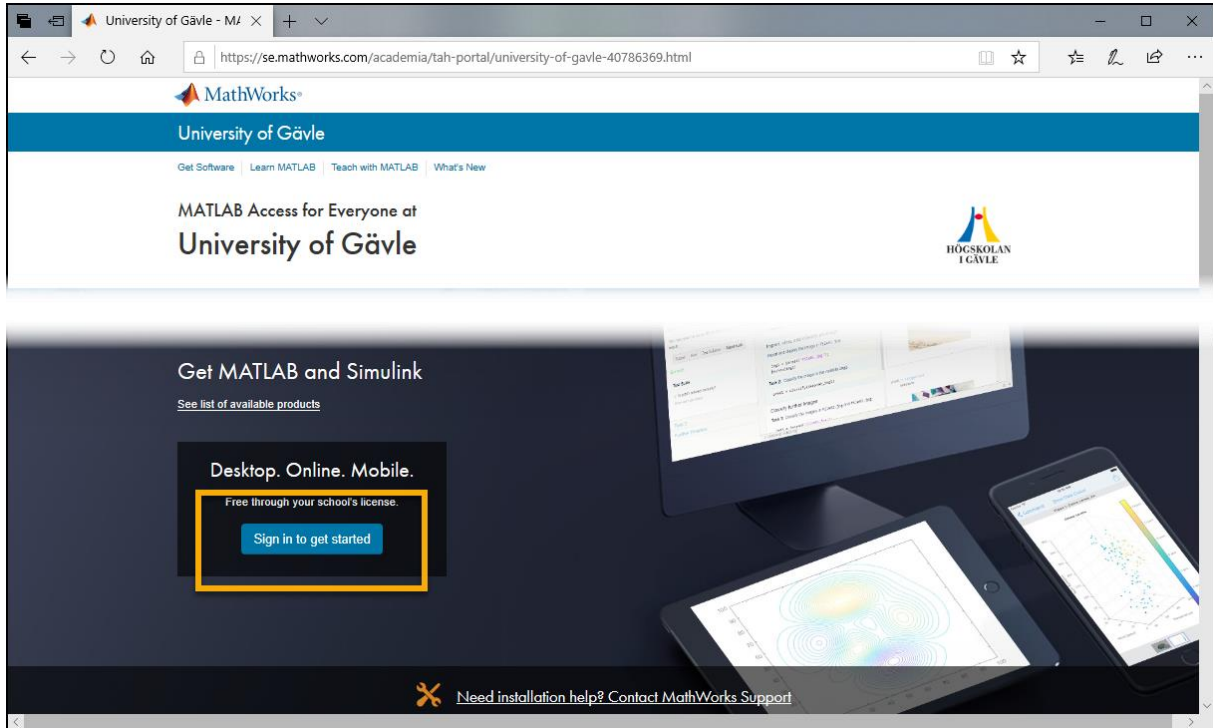 University of Gävle - M
https://se.mathworks.com/academia/tah-portal/university-of-gavle-40786369.html
MathWorks®
University of Gävle
Get Software Learn MATLAB Teach with MATLAB What's New
MATLAB Access for Everyone at
University of Gävle
HÖGSKOLAN
I GÄVLE
Get MATLAB and Simulink
See list of available products
Desktop. Online. Mobile.
Free through your school's license.
Sign in to get started
Need installation help? Contact MathWorks Support